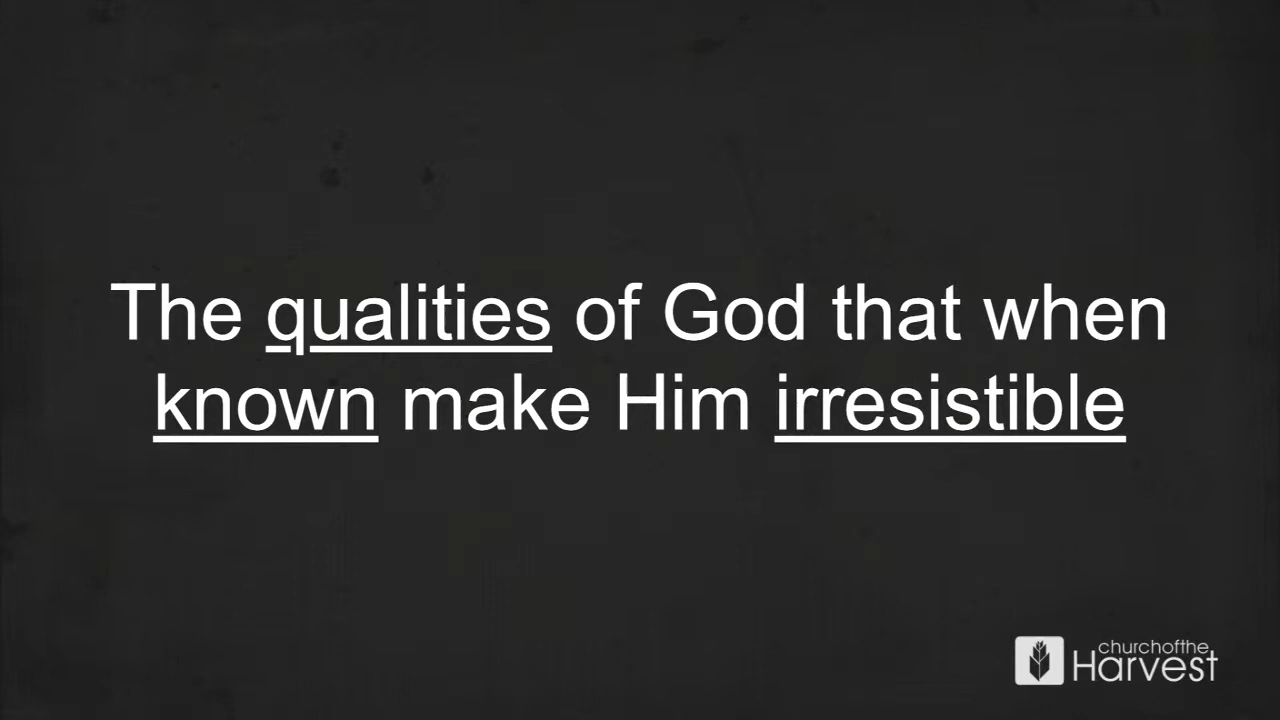 The qualities of God that when
known make Him irresistible
churchofthe
Harvest